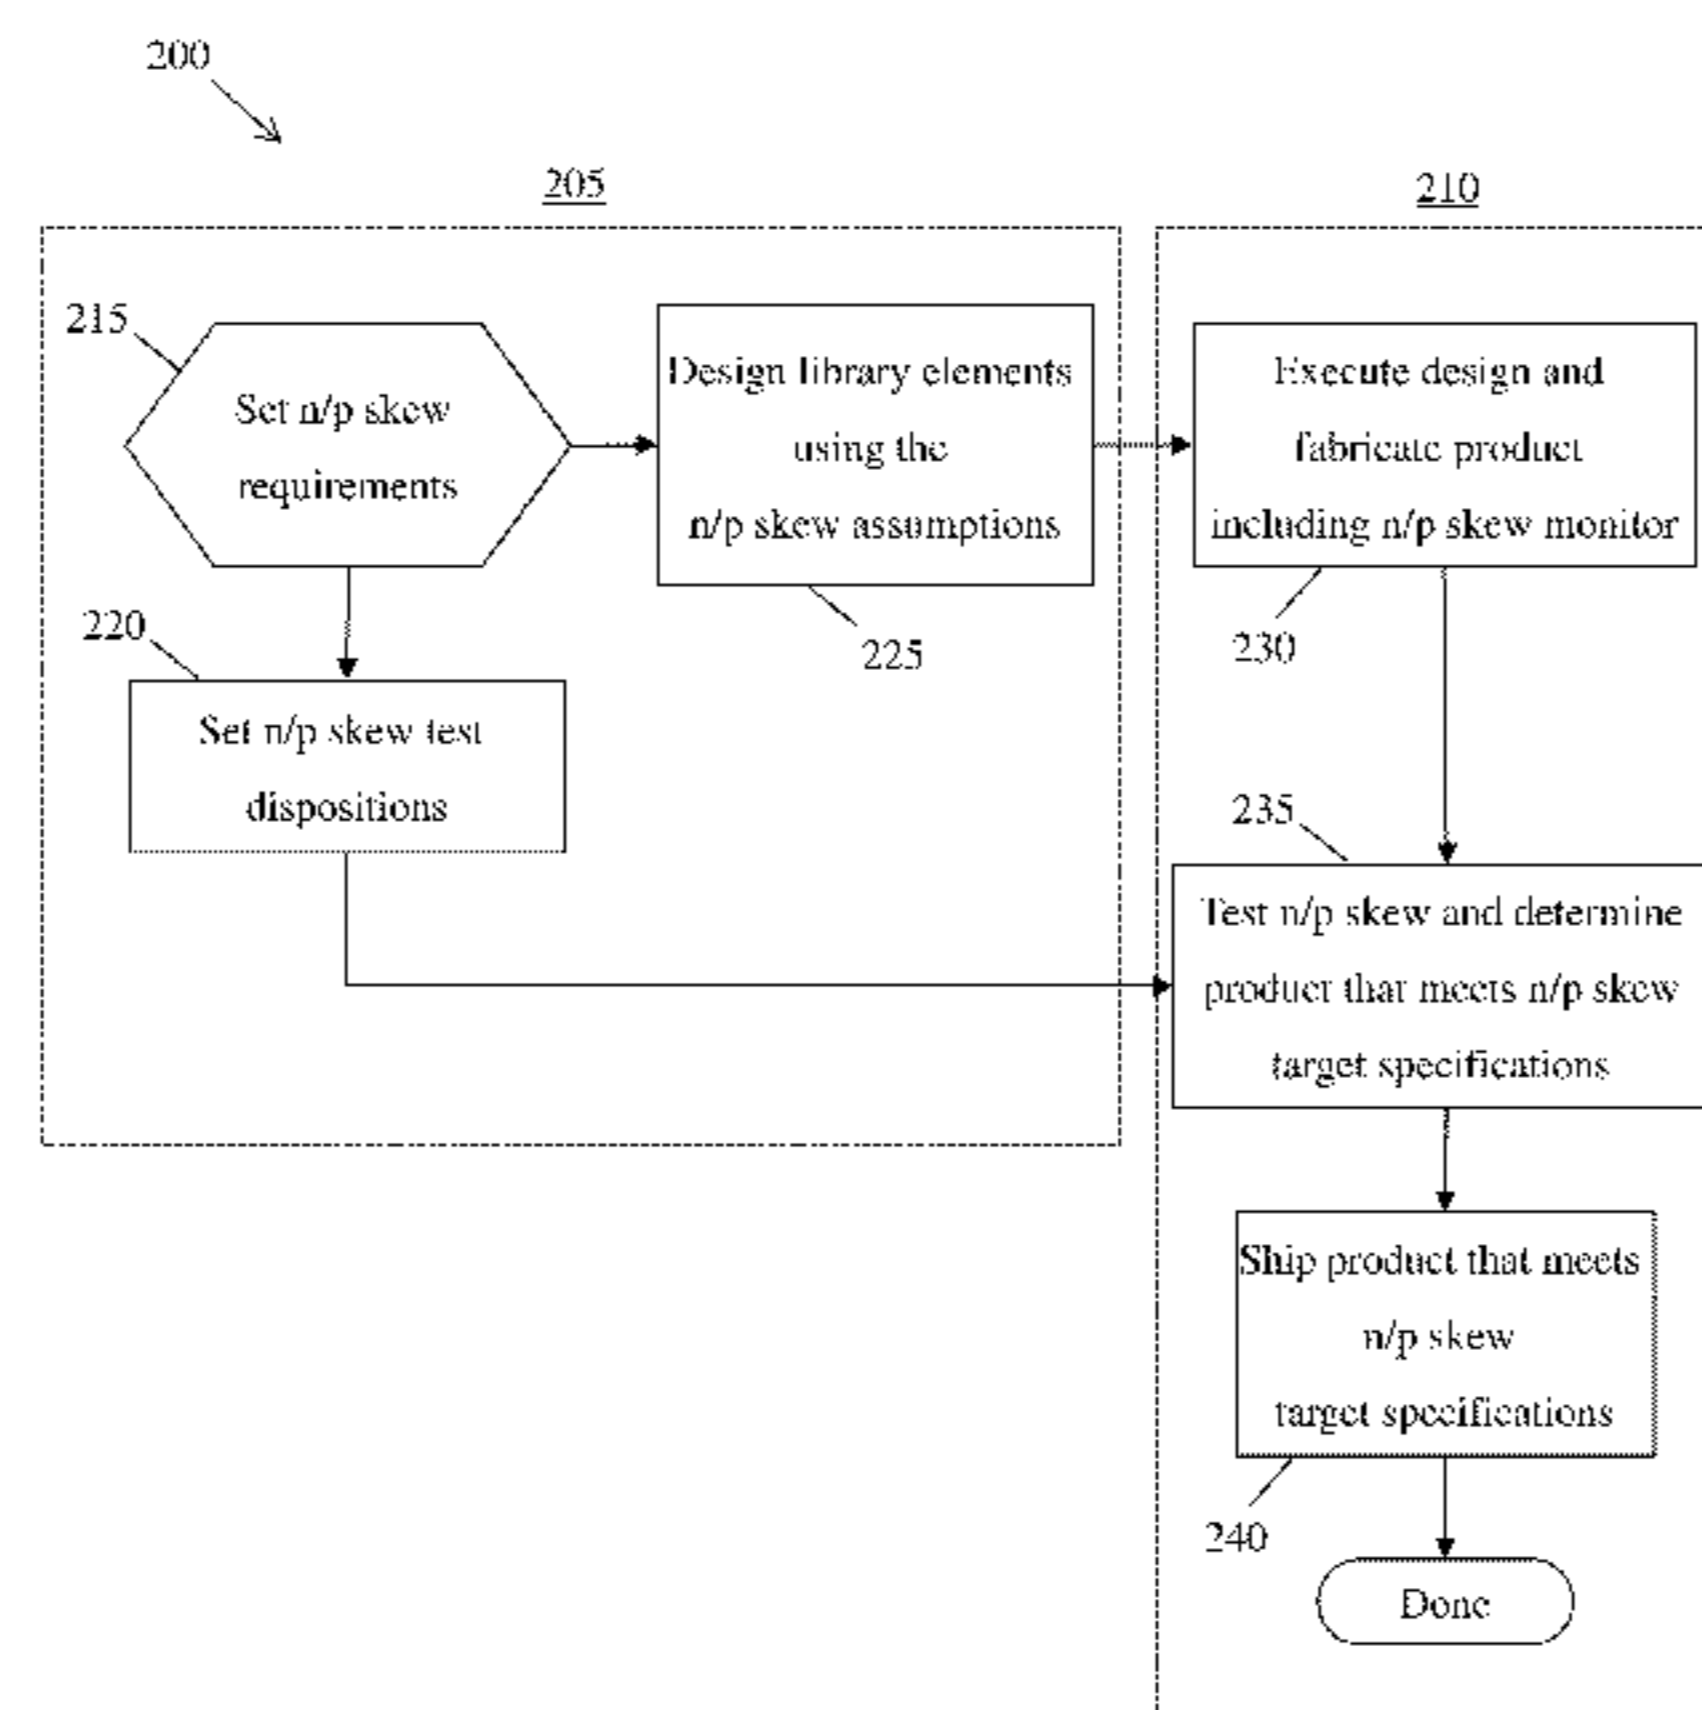 200
205
210
215
Set n/p skew
requirements
Design library elements
using the
n/p skew assumptions
225
Execute design and
fabricate product
including n/p skew monitor
230
220
Set n/p skew test
dispositions
235
Test n/p skew and determine
product that meets n/p skew
target specifications
Ship product that meets
n/p skew
target specifications
240
Done